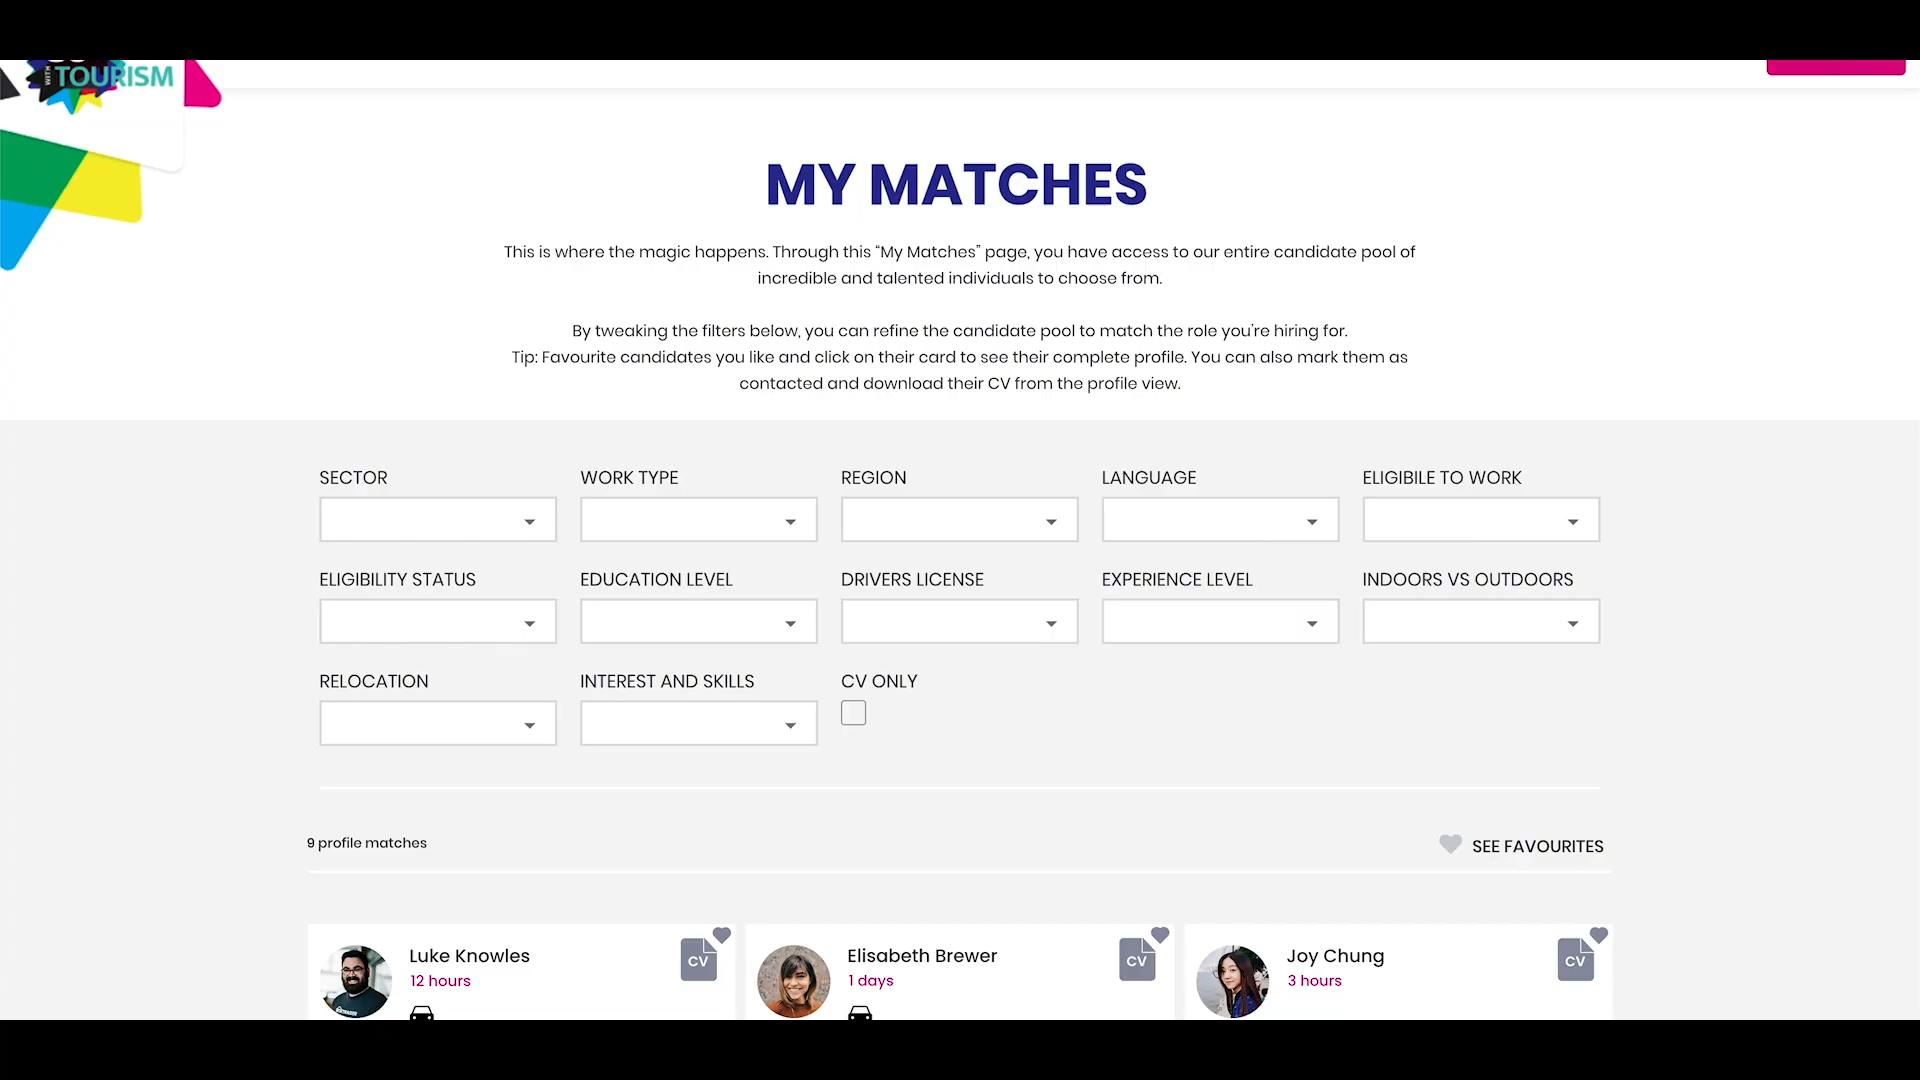 WITH TOURISM
MY MATCHES
This is where the magic happens. Through this “My Matches” page, you have access to our entire candidate pool of
incredible and talented individuals to choose from.
By tweaking the filters below, you can refine the candidate pool to match the role you're hiring for.
Tip: Favourite candidates you like and click on their card to see their complete profile. You can also mark them as
contacted and download their CV from the profile view.
SECTOR WORK TYPE REGION LANGUAGE ELIGIBILE TO WORK
ELIGIBILITY STATUS EDUCATION LEVEL DRIVERS LICENSE EXPERIENCE LEVEL INDOORS VS OUTDOORS
RELOCATION INTEREST AND SKILLS CV ONLY
9 profile matches SEE FAVOURITES
Luke Knowles CV Elisabeth Brewer CV Joy Chung CV
12 hours 1 days 3 hours